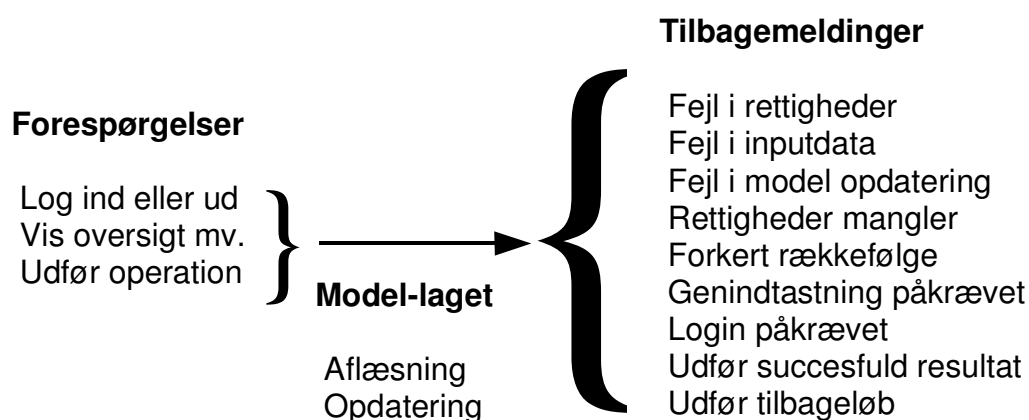 Forespørgelser
Log ind eller ud
Vis oversigt mv.
Udfør operation
Model-laget
Aflæsning
Opdatering
Tilbagemeldinger
Fejl i rettigheder
Fejl i inputdata
Fejl i model opdatering
Rettigheder mangler
Forkert rækkefølge
Genindtastning påkrævet
Login påkrævet
Udfør succesfuld resultat
Udfør tilbageløb